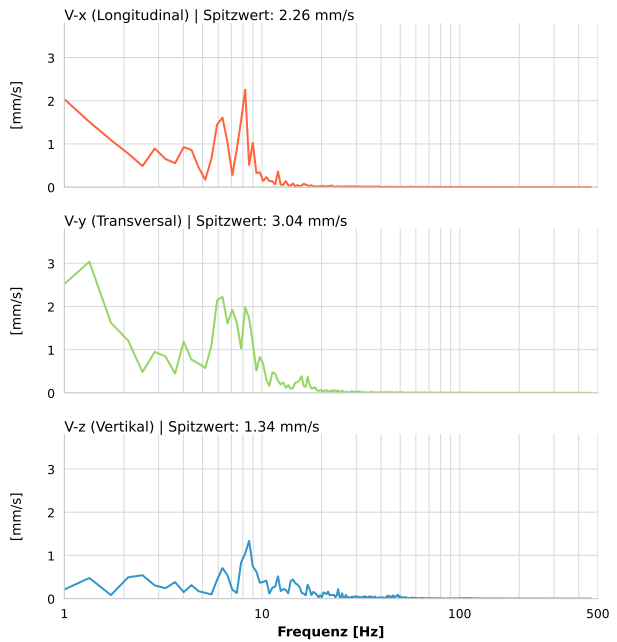 V-x (Longitudinal) | Spitzwert: 2.26 mm/s
3
2
1
0
[mm/s]
V-y (Transversal) | Spitzwert: 3.04 mm/s
3
2
1
0
[mm/s]
V-z (Vertikal) | Spitzwert: 1.34 mm/s
3
2
1
0
[mm/s]
1 10 100 500
Frequenz [Hz]